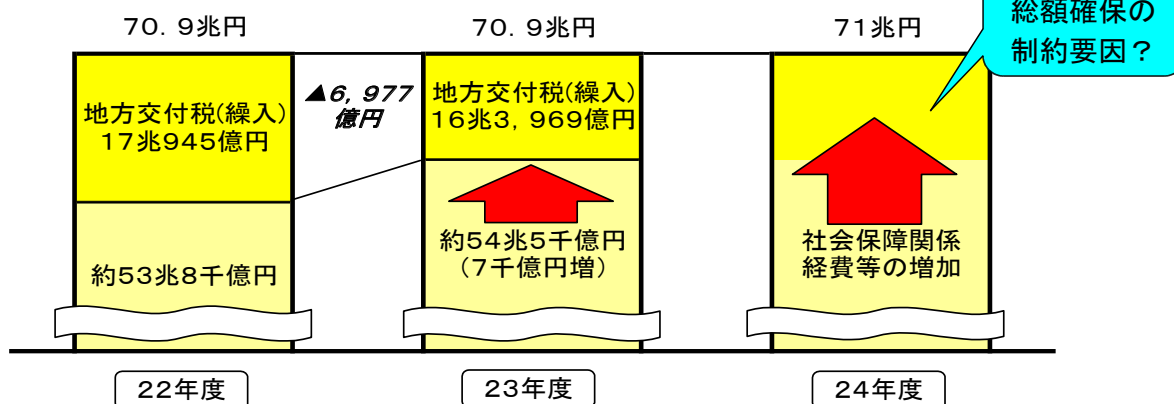 70.9兆円
70.9兆円
71兆円
総額確保の
制約要因？
地方交付税(繰入)
17兆945億円
▲6,977
億円
地方交付税(繰入)
16兆3,969億円
約53兆8千億円
約54兆5千億円
(7千億円増)
社会保障関係
経費等の増加
22年度
23年度
24年度